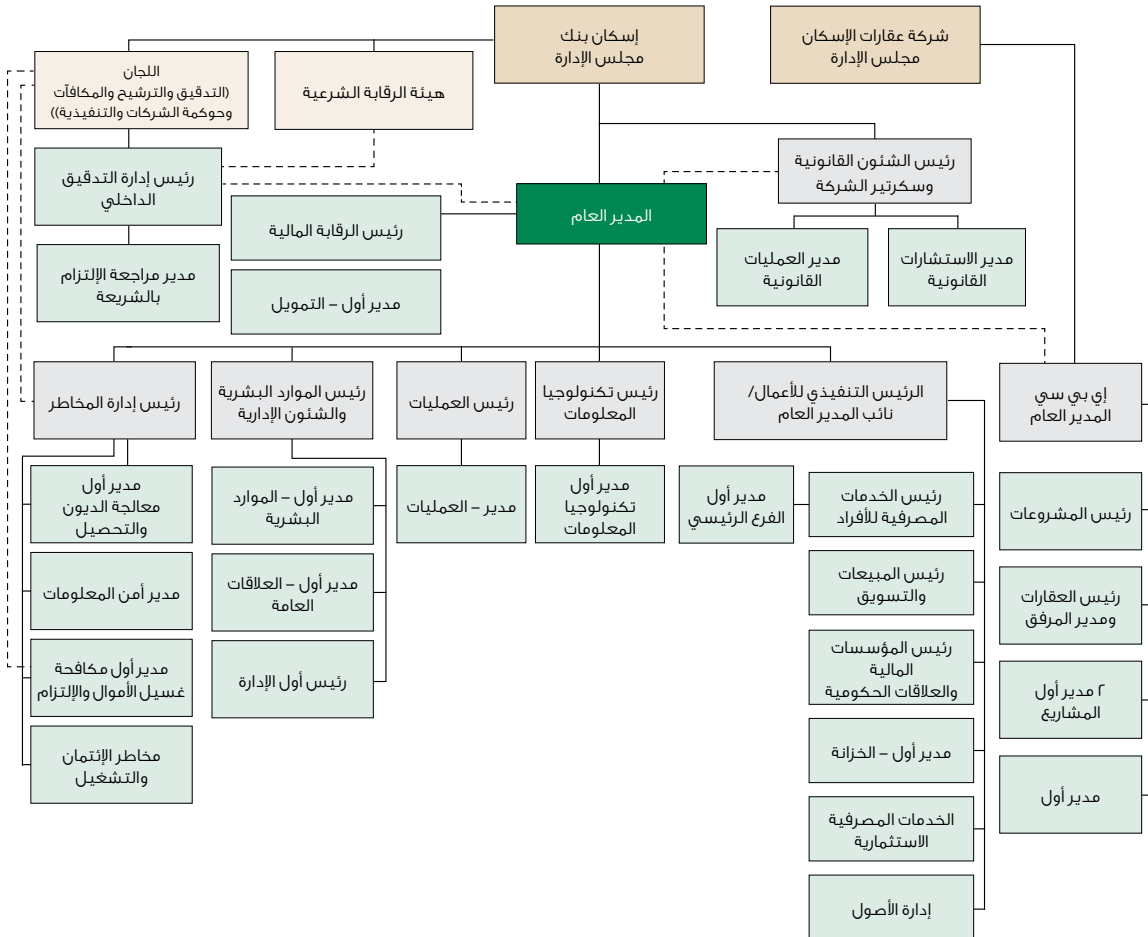 شركة عقارات الإسكان
مجلس الإدارة
إسكان بنك
مجلس الإدارة
هيئة الرقابة الشرعية
اللجان
(التدقيق والترشيح والمكافآت
وحوكمة الشركات والتنفيذية))
رئيس الشئون القانونية
وسكرتير الشركة
رئيس إدارة التدقيق
الداخلي
المدير العام
رئيس الرقابة المالية
مدير الاستشارات
القانونية
مدير العمليات
القانونية
مدير مراجعة الإلتزام
بالشريعة
مدير أول – التمويل
إي بي سي
المدير العام
الرئيس التنفيذي للأعمال/
نائب المدير العام
رئيس تكنولوجيا
المعلومات
رئيس العمليات
رئيس الموارد البشرية
والشئون الإدارية
رئيس إدارة المخاطر
رئيس المشروعات
رئيس الخدمات
المصرفية للأفراد
مدير أول
الفرع الرئيسي
مدير أول
تكنولوجيا
المعلومات
مدير – العمليات
مدير أول – الموارد
البشرية
مدير أول
معالجة الديون
والتحصيل
رئيس العقارات
ومدير المرفق
رئيس المبيعات
والتسويق
مدير أول – العلاقات
العامة
مدير أمن المعلومات
٢ مدير أول
المشاريع
رئيس المؤسسات
المالية
والعلاقات الحكومية
رئيس أول الإدارة
مدير أول مكافحة
غسيل الأموال والإلتزام
مدير أول
مدير أول – الخزانة
مخاطر الإئتمان
والتشغيل
الخدمات المصرفية
الاستثمارية
إدارة الأصول